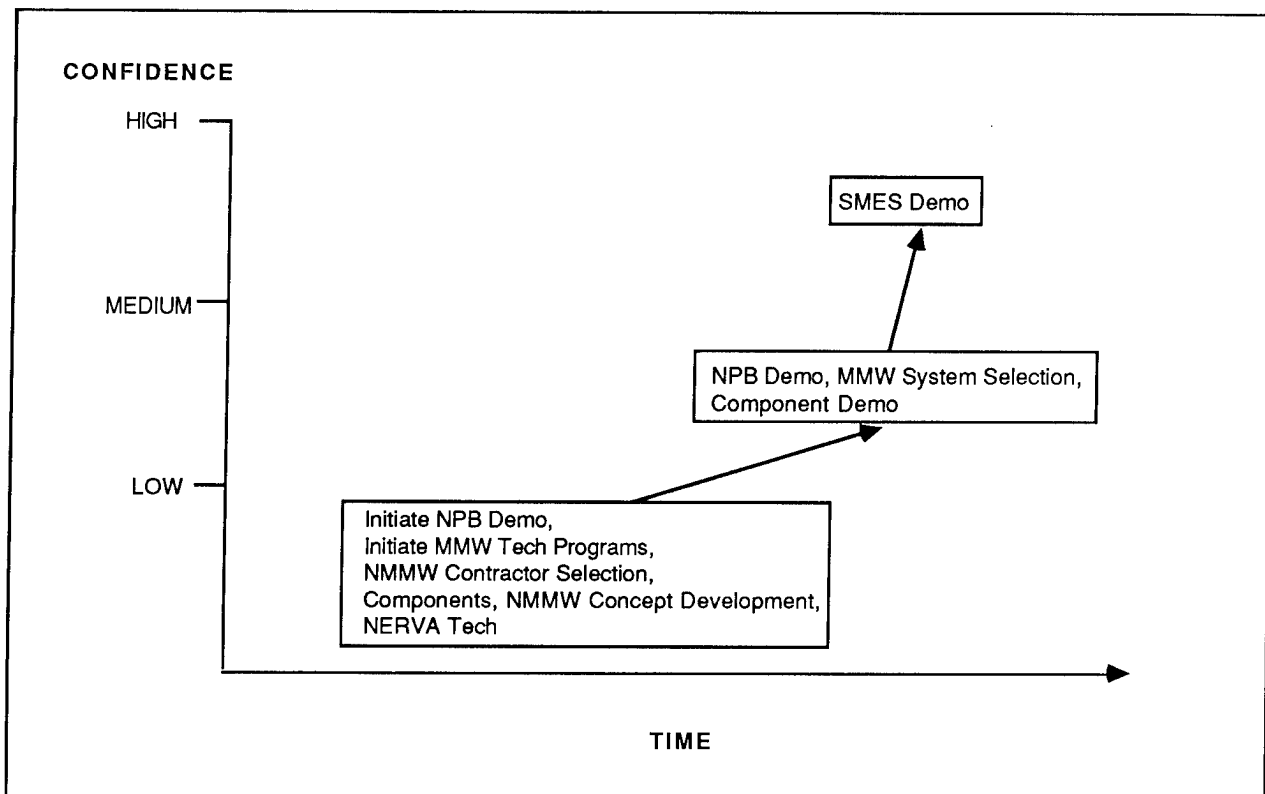 CONFIDENCE
HIGH
SMES Demo
MEDIUM
NPB Demo, MMW System Selection,
Component Demo
LOW
Initiate NPB Demo,
Initiate MMW Tech Programs,
NMMW Contractor Selection,
Components, NMMW Concept Development,
NERVA Tech
TIME